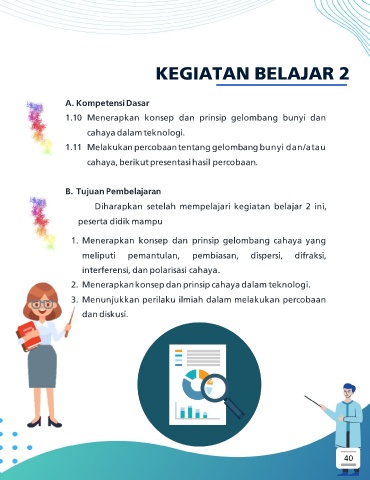 KEGIATAN BELAJAR 2
A. Kompetensi Dasar
1.10 Menerapkan konsep dan prinsip gelombang bunyi dan
cahaya dalam teknologi.
1.11 Melakukan percobaan tentang gelombang bunyi dan/atau
cahaya, berikut presentasi hasil percobaan.
B. Tujuan Pembelajaran
Diharapkan setelah mempelajari kegiatan belajar 2 ini,
peserta didik mampu
1. Menerapkan konsep dan prinsip gelombang cahaya yang
meliputi pemantulan, pembiasan, dispersi, difraksi,
interferensi, dan polarisasi cahaya.
2. Menerapkan konsep dan prinsip cahaya dalam teknologi.
3. Menunjukkan perilaku ilmiah dalam melakukan percobaan
dan diskusi.
40